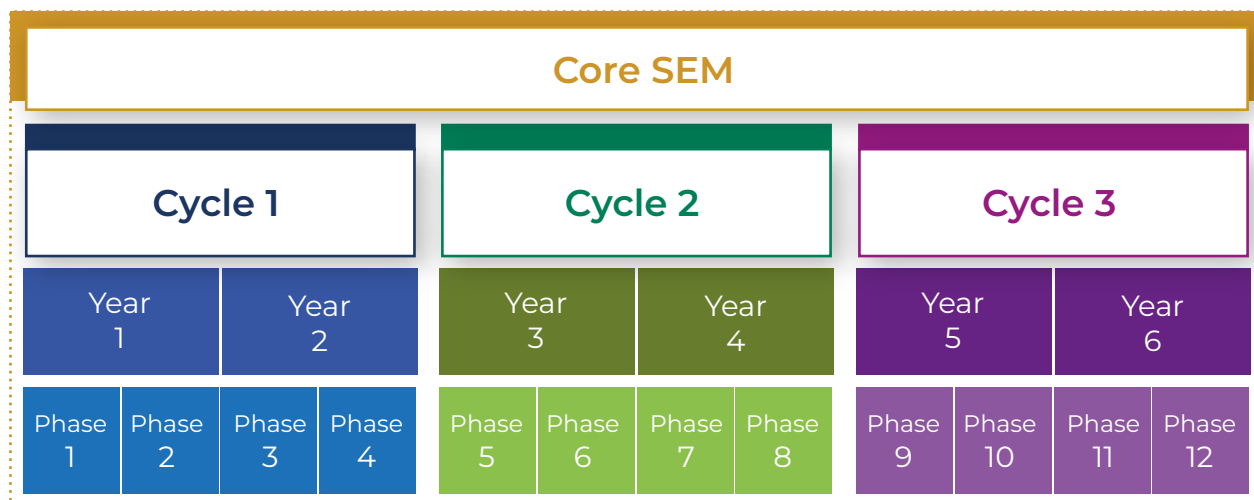 Core SEM
Cycle 1
Cycle 2
Cycle 3
Year
1
Year
2
Year
3
Year
4
Year
5
Year
6
Phase
1
Phase
2
Phase
3
Phase
4
Phase
5
Phase
6
Phase
7
Phase
8
Phase
9
Phase
10
Phase
11
Phase
12